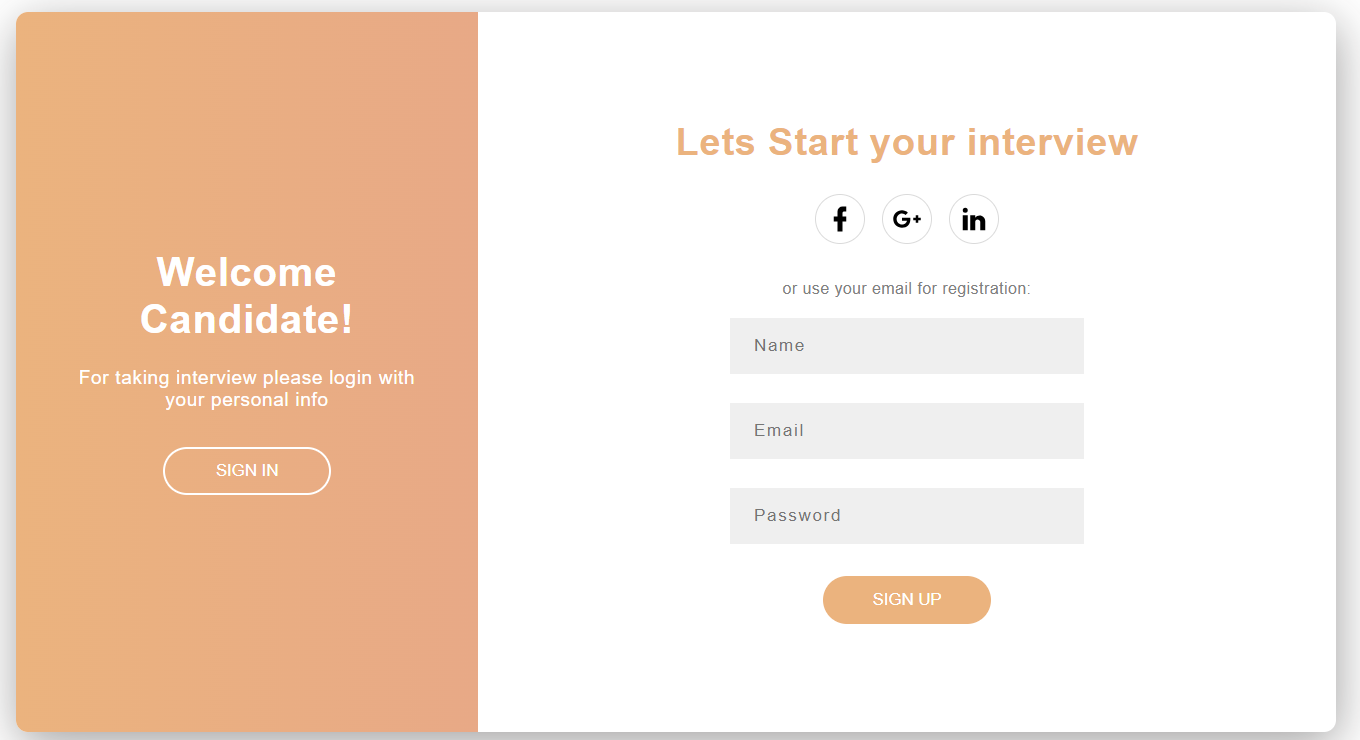 Welcome
Candidate!
For taking interview please login with
your personal info
SIGN IN
Lets Start your interview
or use your email for registration:
Name
Email
Password
SIGN UP